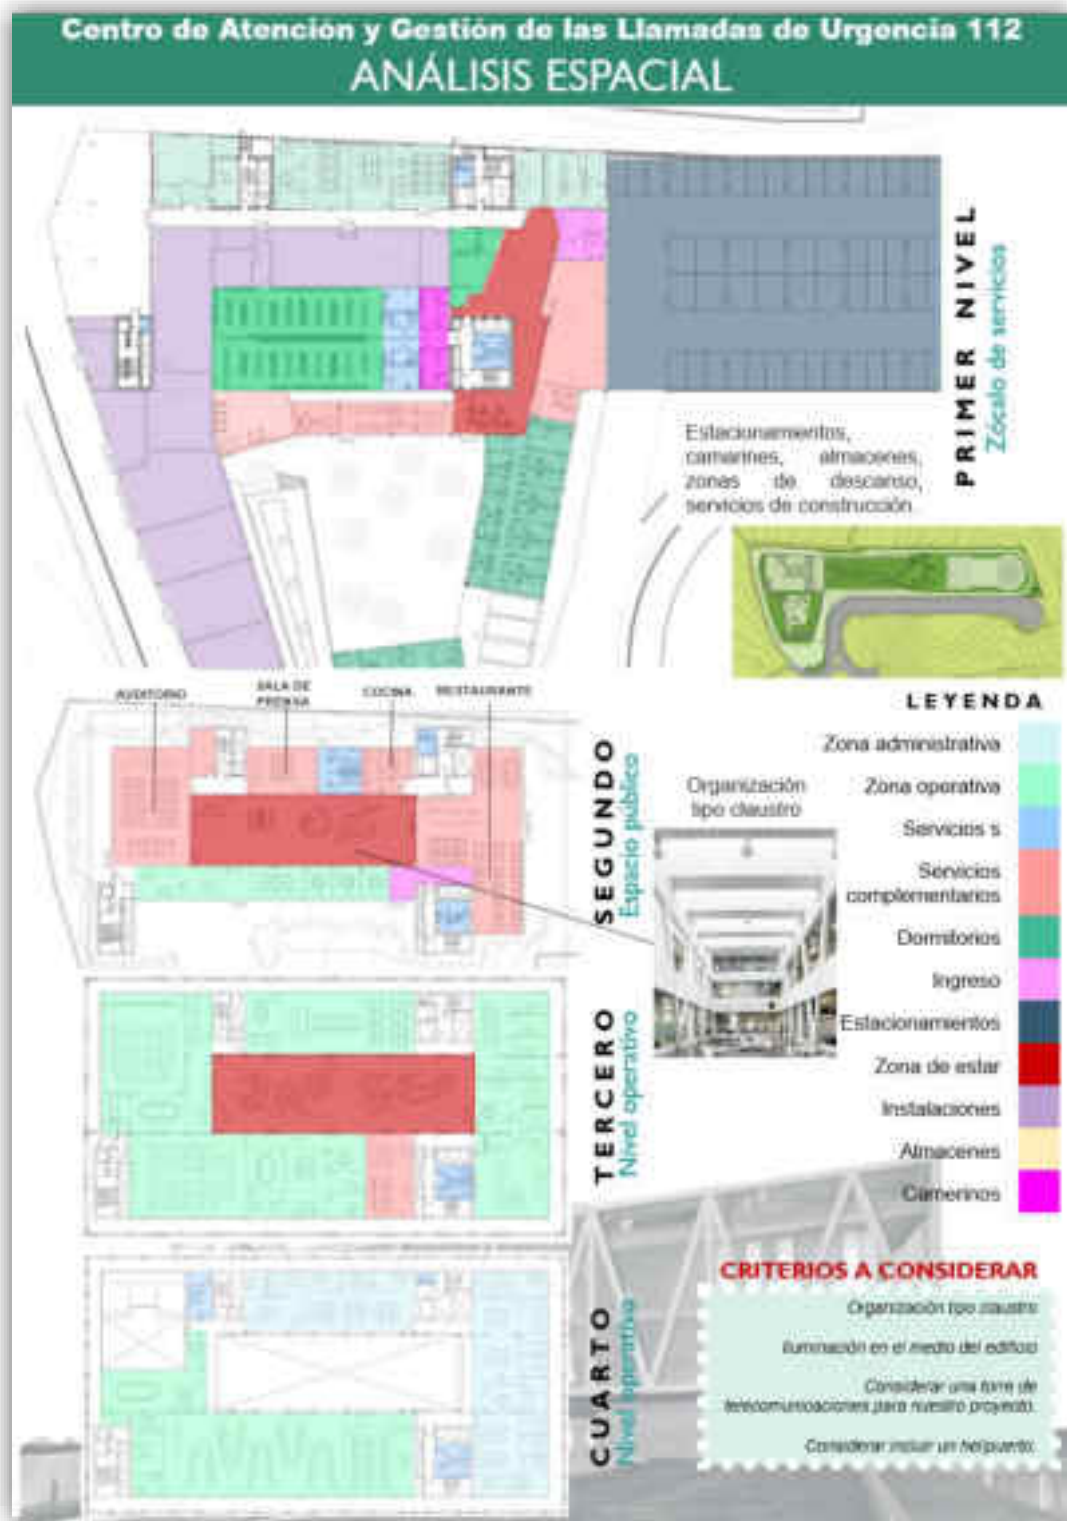 Centro de Atención y Gestión de las Llamadas de Urgencia 112
ANÁLISIS ESPACIAL
PRIMER NIVEL
Zócalo de servicios
Estacionamientos,
camarines, almacenes,
zonas de descanso,
servicios de construcción
AUDITORIO
SALA DE
PRENSA
COCINA
RESTAURANTE
SEGUNDO
Espacio público
Organización
tipo claustro
LEYENDA
Zona administrativa
Zona operativa
Servicios s
Servicios
complementarios
Dormitorios
Ingreso
Estacionamientos
Zona de estar
Instalaciones
Almacenes
Camerinos
TERCERO
Nivel operativo
CUARTO
Nivel operativo
CRITERIOS A CONSIDERAR
Organización tipo claustro
Iluminación en el medio del edificio
Considerar una torre de
telecomunicaciones para nuestro proyecto.
Considerar incluir un helipuerto.